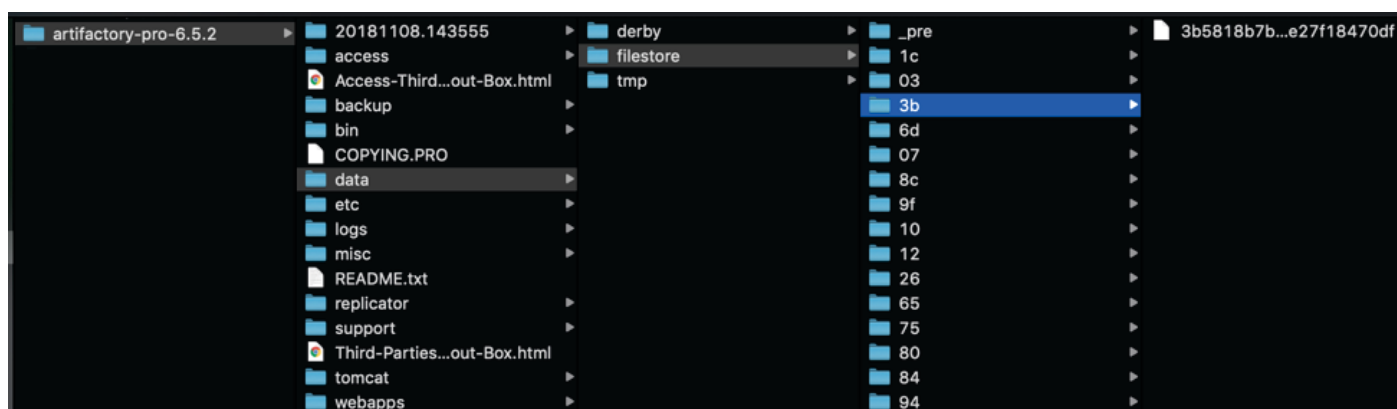 artifactory-pro-6.5.2
20181108.143555
access
Access-Third...out-Box.html
backup
bin
COPYING.PRO
data
etc
logs
misc
README.txt
replicator
support
Third-Parties...out-Box.html
tomcat
webapps
derby
filestore
tmp
_pre
1c
03
3b
6d
07
8c
9f
10
12
26
65
75
80
84
94
3b5818b7b...e27f18470df